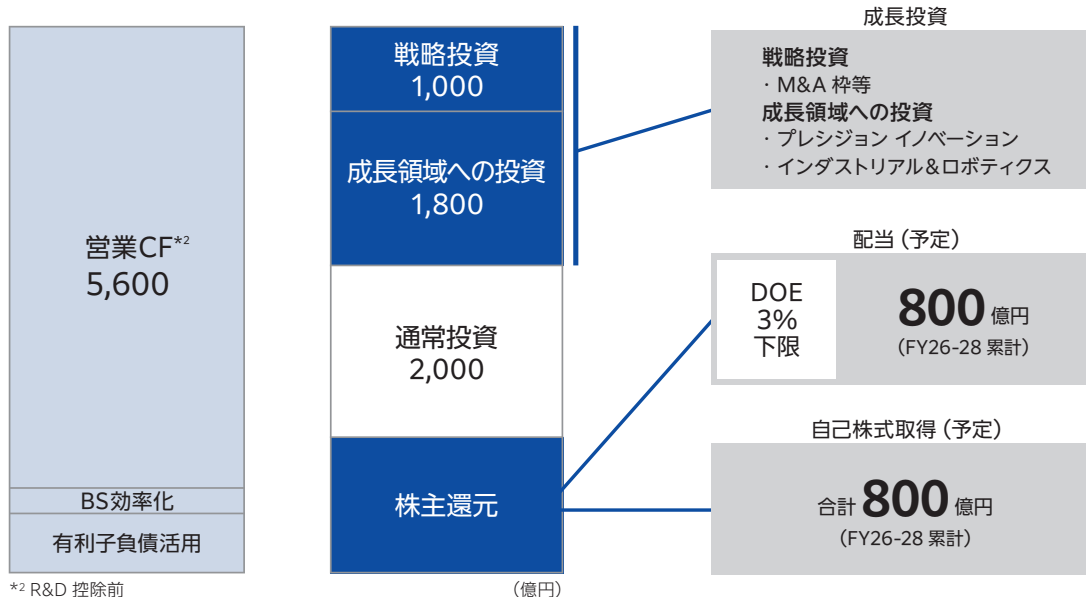 営業CF*2
5,600
BS効率化
有利子負債活用
*2 R&D 控除前
戦略投資
1,000
成長領域への投資
1,800
通常投資
2,000
株主還元
(億円)
成長投資
戦略投資
・M&A 枠等
成長領域への投資
・プレシジョン イノベーション
・インダストリアル&ロボティクス
配当(予定)
DOE
3%
下限
800億円
(FY26-28 累計)
自己株式取得(予定)
合計800億円
(FY26-28 累計)